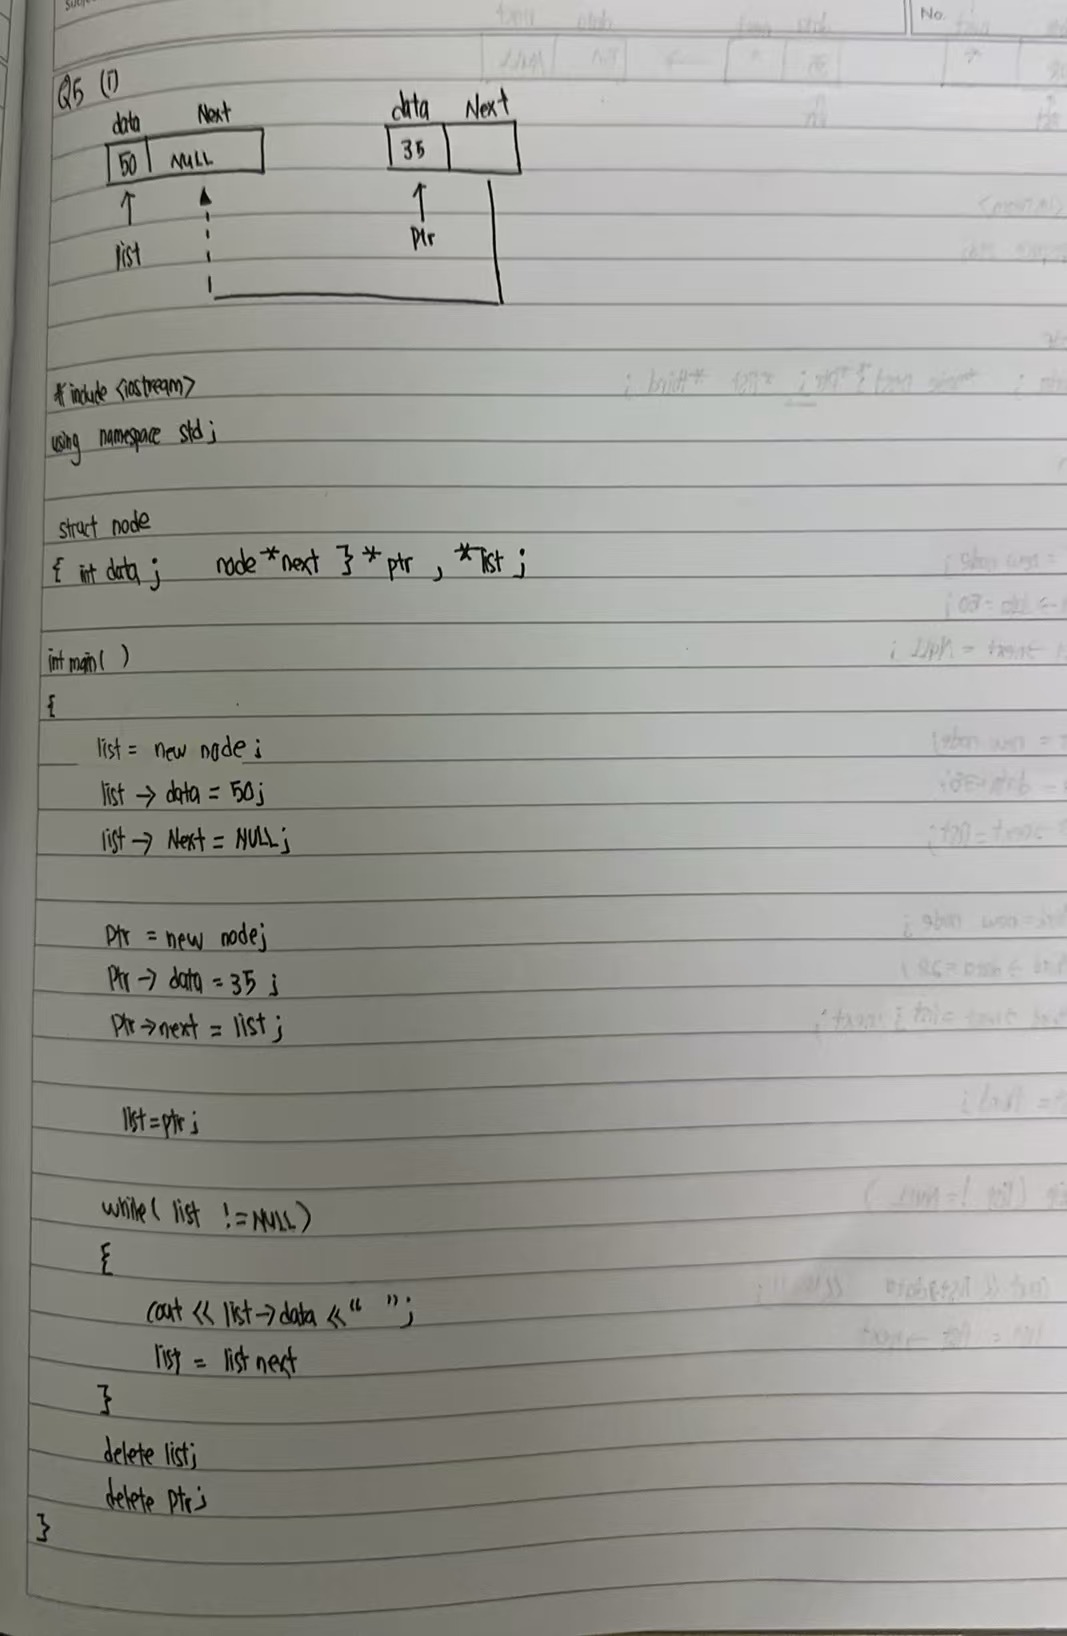 No.
Q5 (i)
data Next data Next
50 NULL 35
list ptr
#include <iostream>
using namespace std;
struct node
{ int data; node *next } *ptr , *list ;
int main( )
{
list = new node ;
list → data = 50;
list → Next = NULL ;
ptr = new node;
ptr → data = 35 ;
ptr → next = list ;
list = ptr ;
while( list != NULL )
{
cout << list → data << “ ” ;
list = list next
}
delete list;
delete ptr;
}